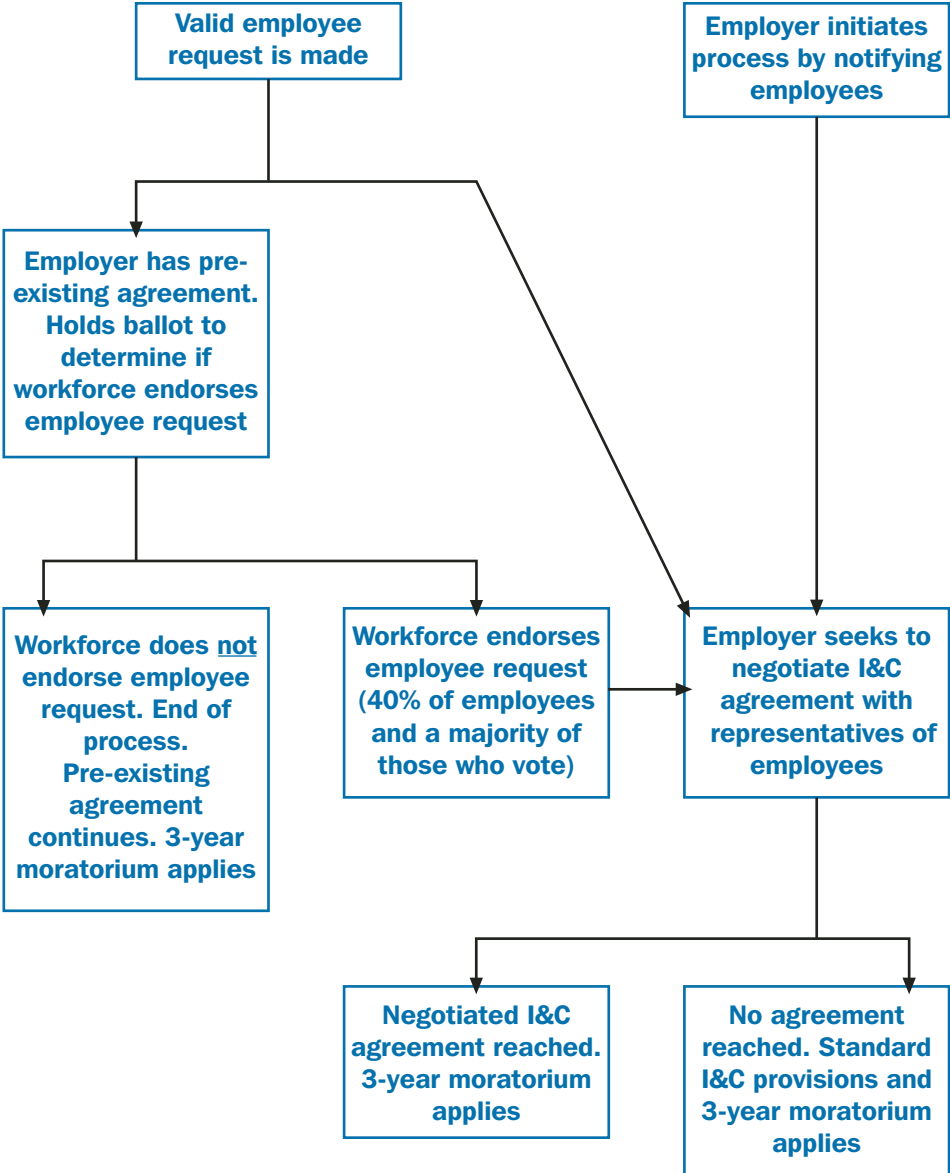 Valid employee
request is made
Employer initiates
process by notifying
employees
Employer has pre-
existing agreement.
Holds ballot to
determine if
workforce endorses
employee request
Workforce does not
endorse employee
request. End of
process.
Pre-existing
agreement
continues. 3-year
moratorium applies
Workforce endorses
employee request
(40% of employees
and a majority of
those who vote)
Employer seeks to
negotiate I&C
agreement with
representatives of
employees
Negotiated I&C
agreement reached.
3-year moratorium
applies
No agreement
reached. Standard
I&C provisions and
3-year moratorium
applies